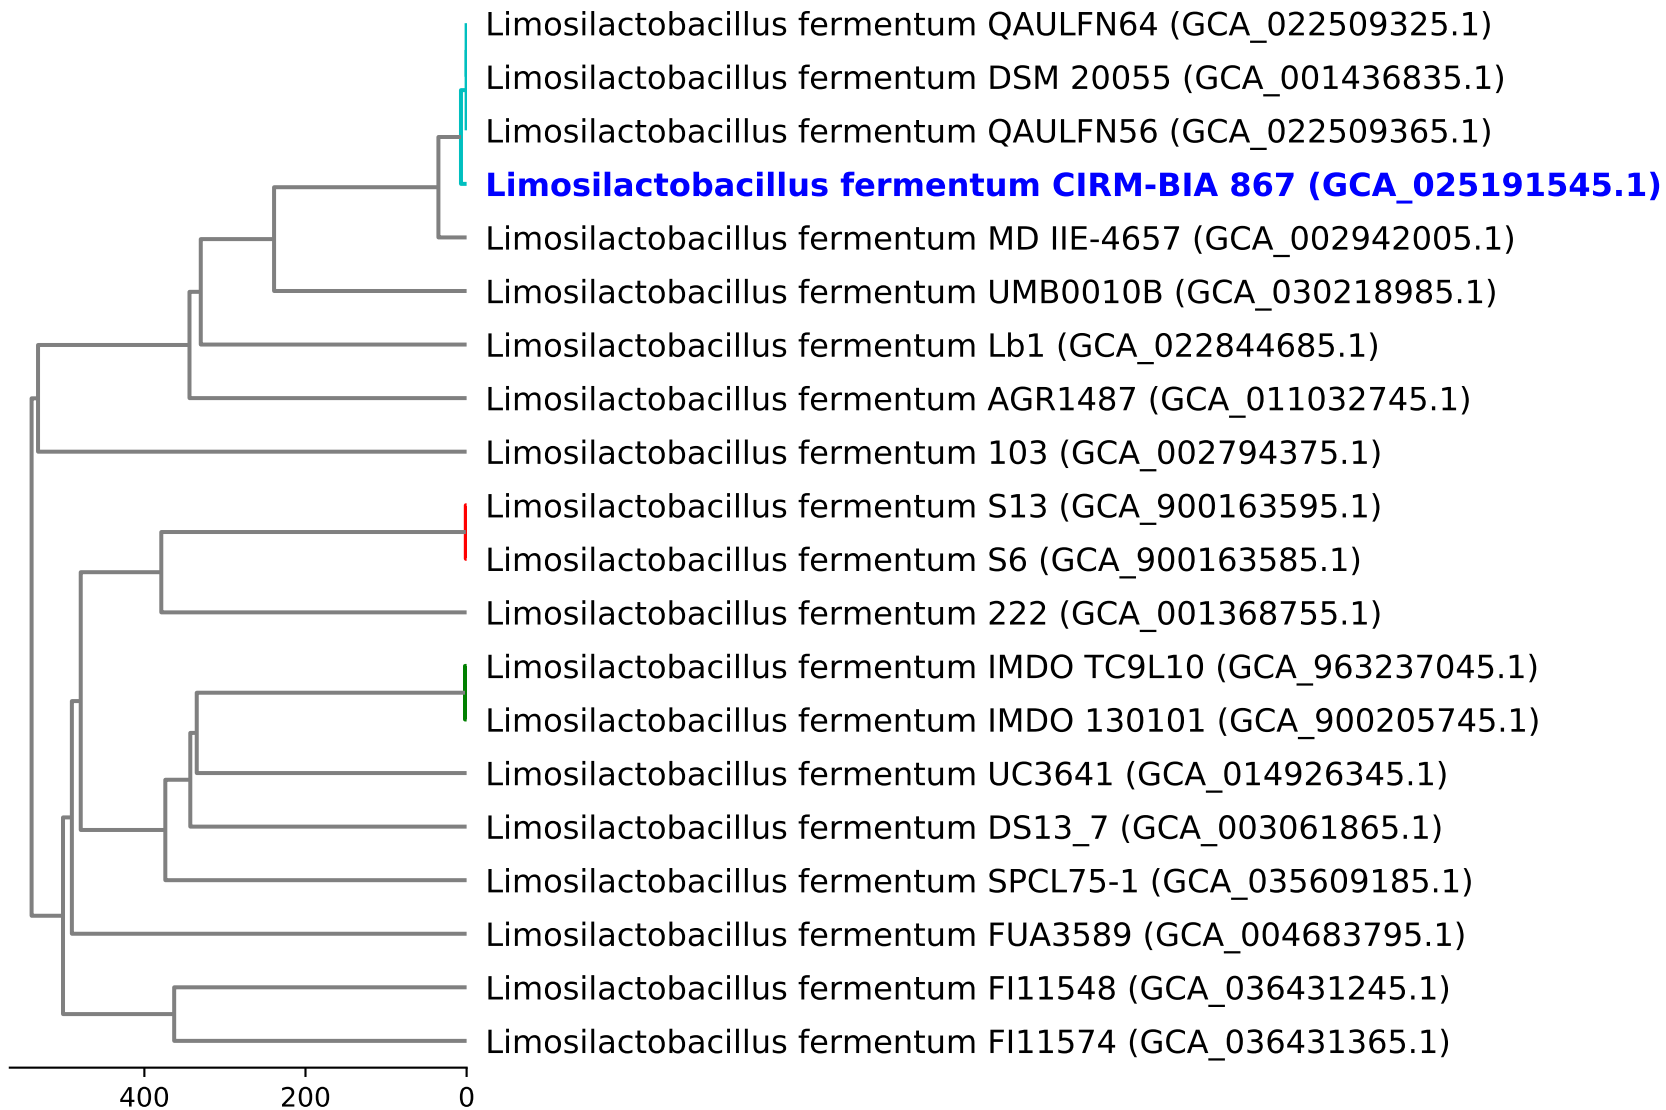 Limosilactobacillus fermentum QAULFN64 (GCA_022509325.1)
Limosilactobacillus fermentum DSM 20055 (GCA_001436835.1)
Limosilactobacillus fermentum QAULFN56 (GCA_022509365.1)
Limosilactobacillus fermentum CIRM-BIA 867 (GCA_025191545.1)
Limosilactobacillus fermentum MD IIE-4657 (GCA_002942005.1)
Limosilactobacillus fermentum UMB0010B (GCA_030218985.1)
Limosilactobacillus fermentum Lb1 (GCA_022844685.1)
Limosilactobacillus fermentum AGR1487 (GCA_011032745.1)
Limosilactobacillus fermentum 103 (GCA_002794375.1)
Limosilactobacillus fermentum S13 (GCA_900163595.1)
Limosilactobacillus fermentum S6 (GCA_900163585.1)
Limosilactobacillus fermentum 222 (GCA_001368755.1)
Limosilactobacillus fermentum IMDO TC9L10 (GCA_963237045.1)
Limosilactobacillus fermentum IMDO 130101 (GCA_900205745.1)
Limosilactobacillus fermentum UC3641 (GCA_014926345.1)
Limosilactobacillus fermentum DS13_7 (GCA_003061865.1)
Limosilactobacillus fermentum SPCL75-1 (GCA_035609185.1)
Limosilactobacillus fermentum FUA3589 (GCA_004683795.1)
Limosilactobacillus fermentum FI11548 (GCA_036431245.1)
Limosilactobacillus fermentum FI11574 (GCA_036431365.1)
400 200 0